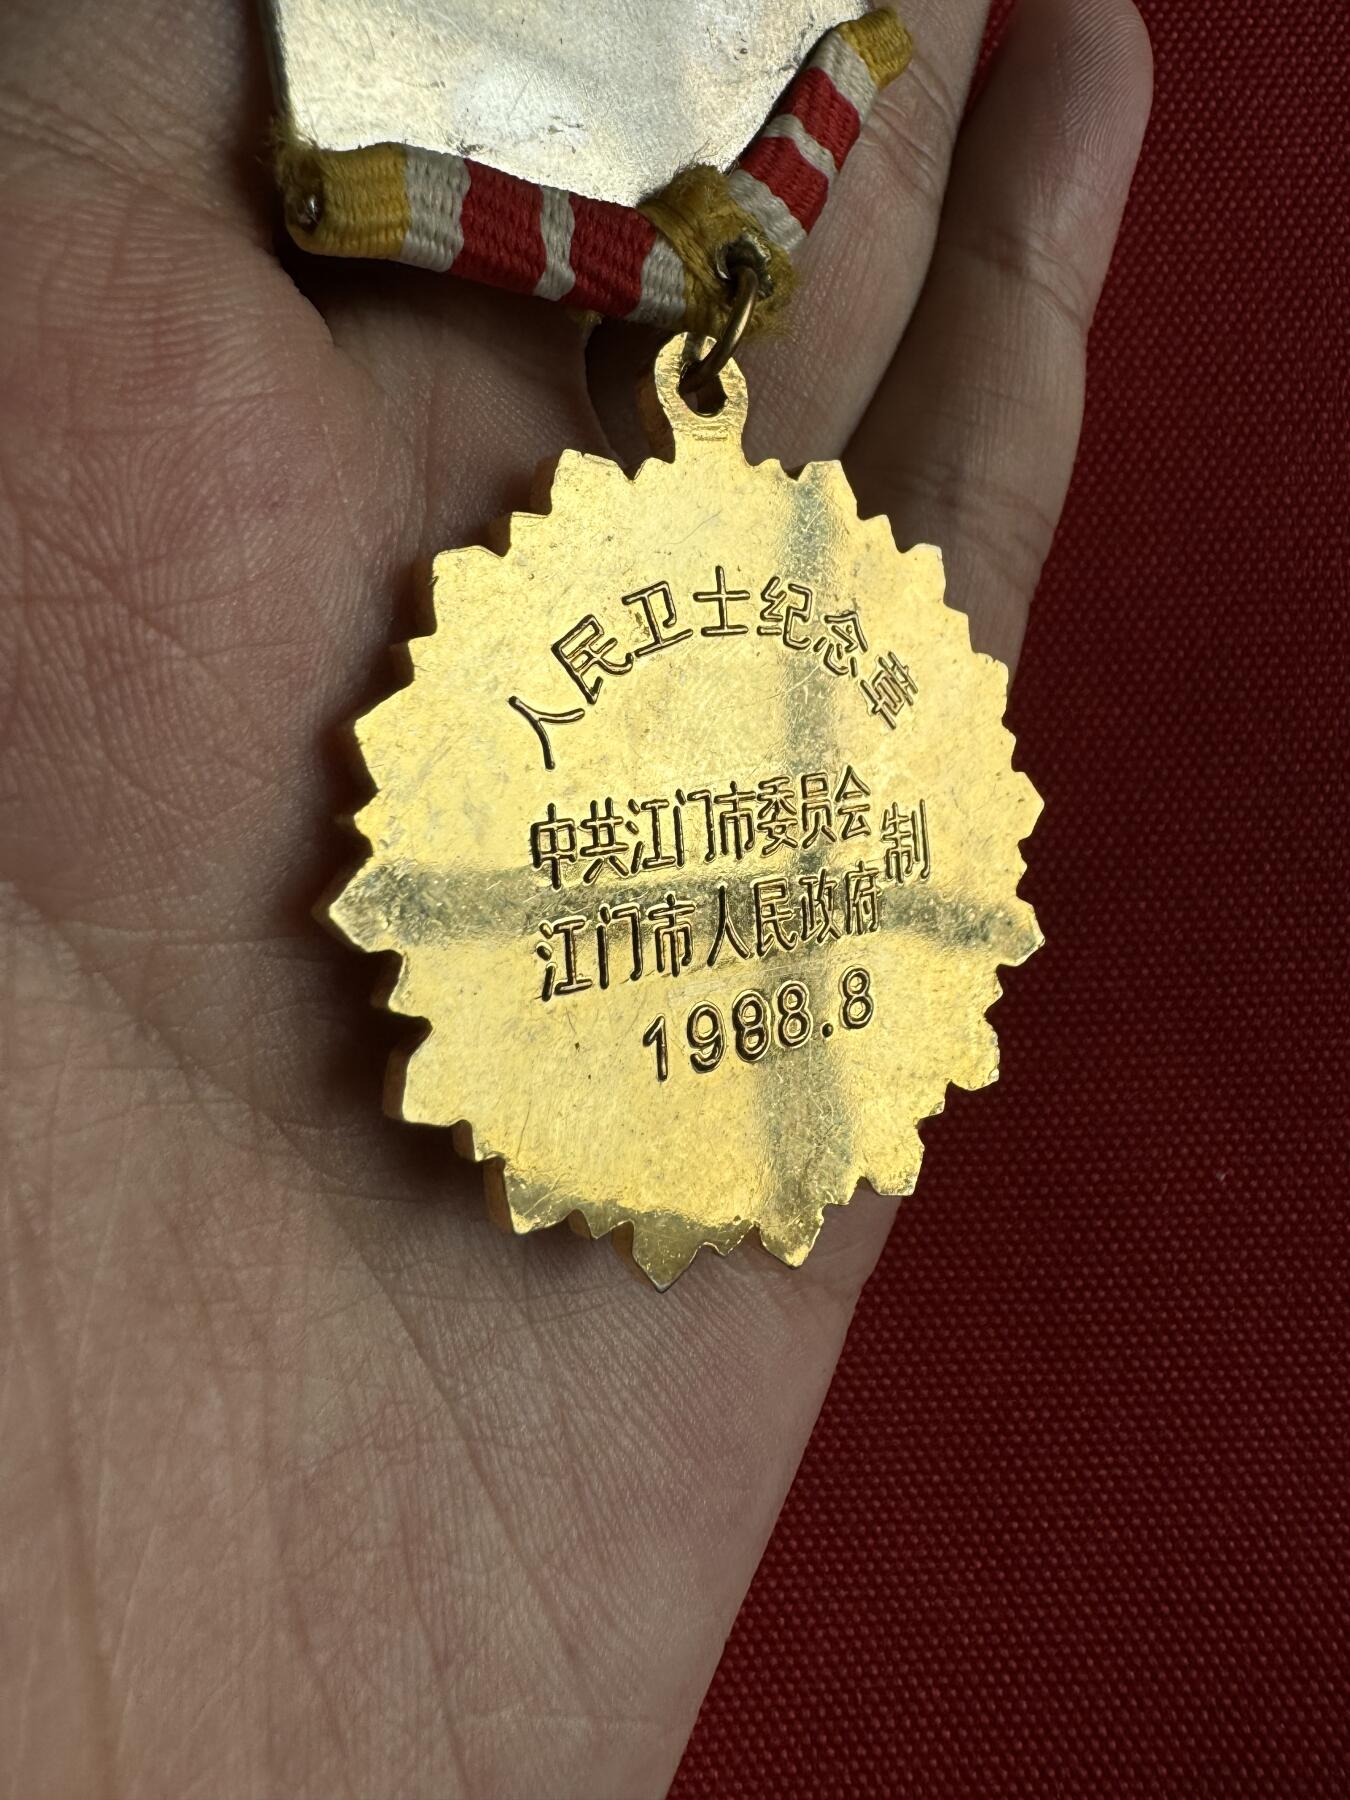 人民卫士纪念章
中共江门市委员会
江门市人民政府
制
1988.8